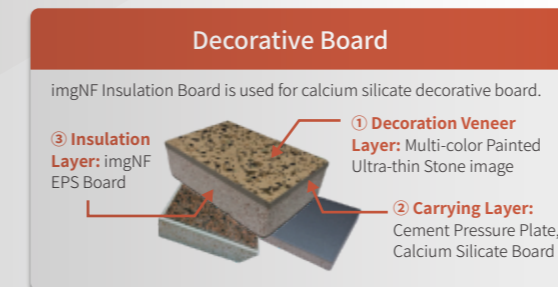 Decorative Board
imgNF Insulation Board is used for calcium silicate decorative board.
① Decoration Veneer
Layer: Multi-color Painted
Ultra-thin Stone image
③ Insulation
Layer: imgNF
EPS Board
② Carrying Layer:
Cement Pressure Plate,
Calcium Silicate Board